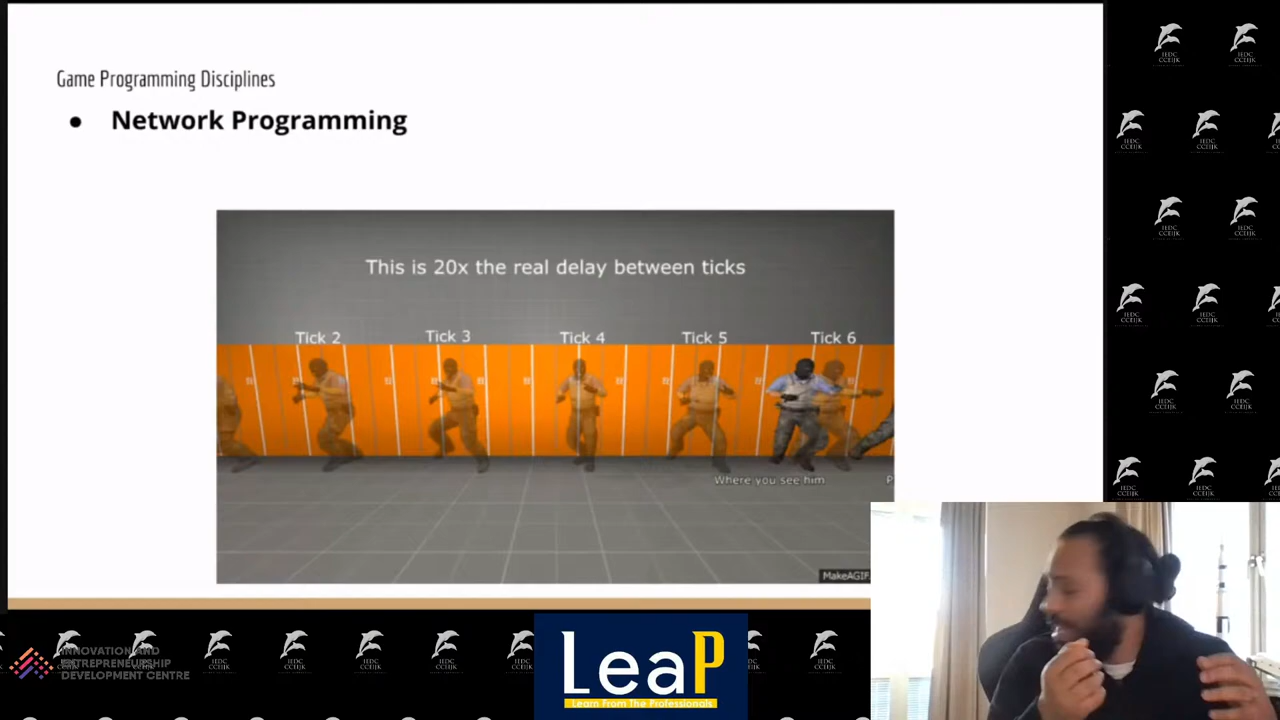 Game Programming Disciplines
• Network Programming
This is 20x the real delay between ticks
Tick 2
Tick 3
Tick 4
Tick 5
Tick 6
Where you see him
P
MakeAGIF
INNOVATION AND
ENTREPRENEURSHIP
DEVELOPMENT CENTRE
LeaP
Learn From The Professionals
IEDC
CCEIJK